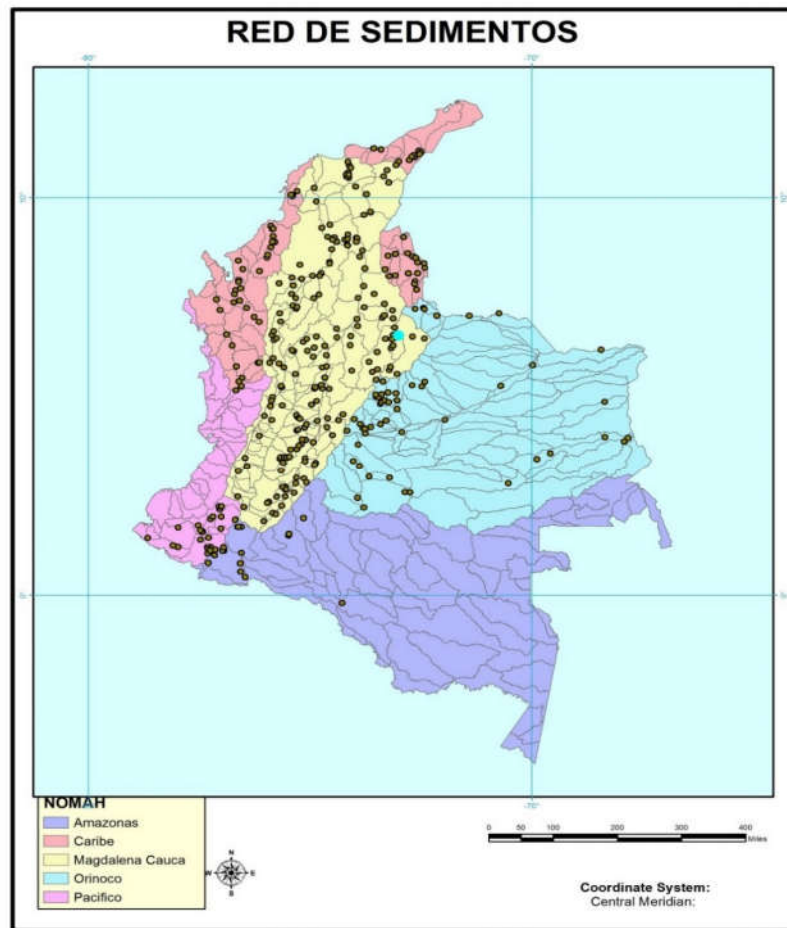 RED DE SEDIMENTOS
-80°
-70°
10°
10°
0°
0°
-80°
-70°
NOMAH
Amazonas
Caribe
Magdalena Cauca
Orinoco
Pacifico
N
W
E
S
0 50 100 200 300 400
Miles
Coordinate System:
Central Meridian: